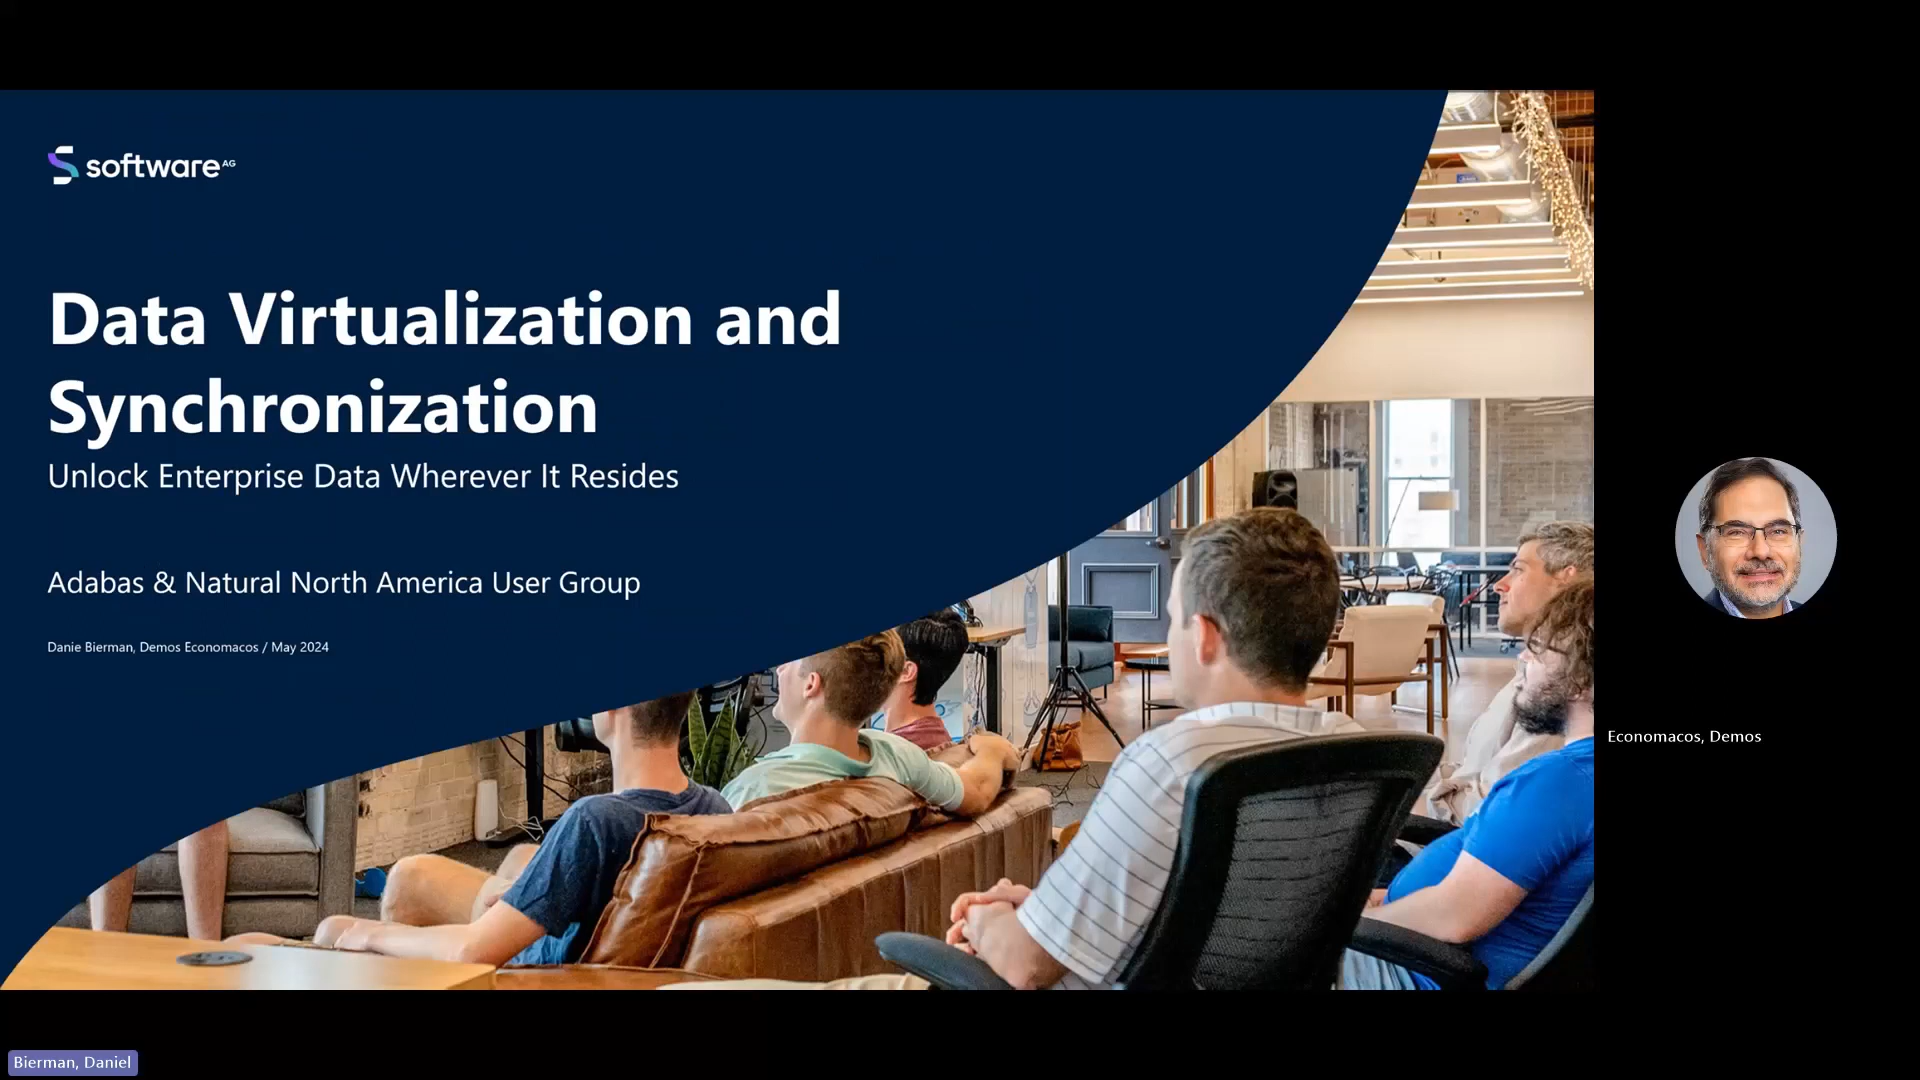 software AG
Data Virtualization and
Synchronization
Unlock Enterprise Data Wherever It Resides
Adabas & Natural North America User Group
Danie Bierman, Demos Economacos / May 2024
Economacos, Demos
Bierman, Daniel